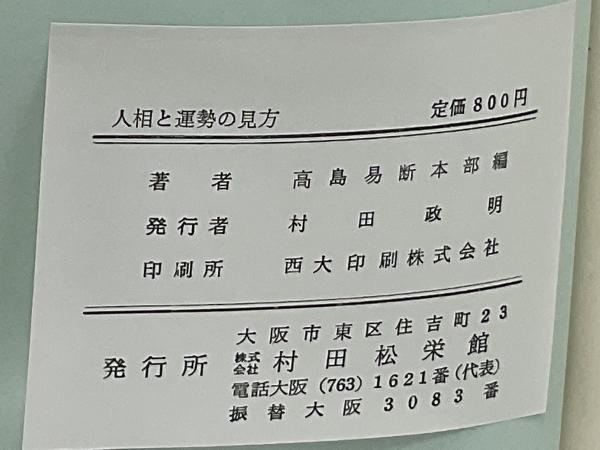 人相と運勢の見方　定価800円
著者　高島易断本部編
発行者　村田政明
印刷所　西大印刷株式会社
大阪市東区住吉町23
発行所　株式会社　村田松栄館
電話大阪(763)1621番(代表)
振替大阪3083番